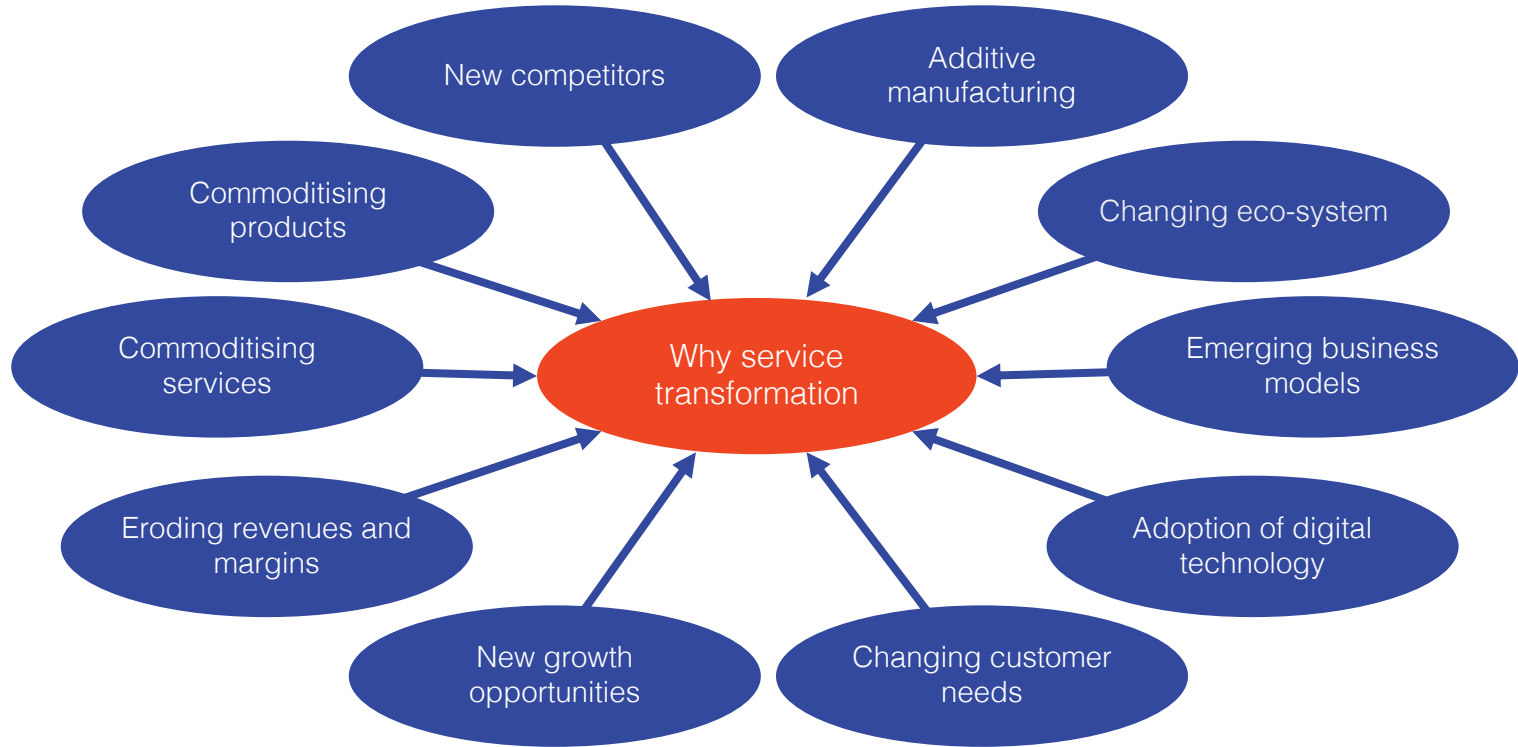 New competitors
Additive
manufacturing
Commoditising
products
Changing eco-system
Commoditising
services
Why service
transformation
Emerging business
models
Eroding revenues and
margins
Adoption of digital
technology
New growth
opportunities
Changing customer
needs